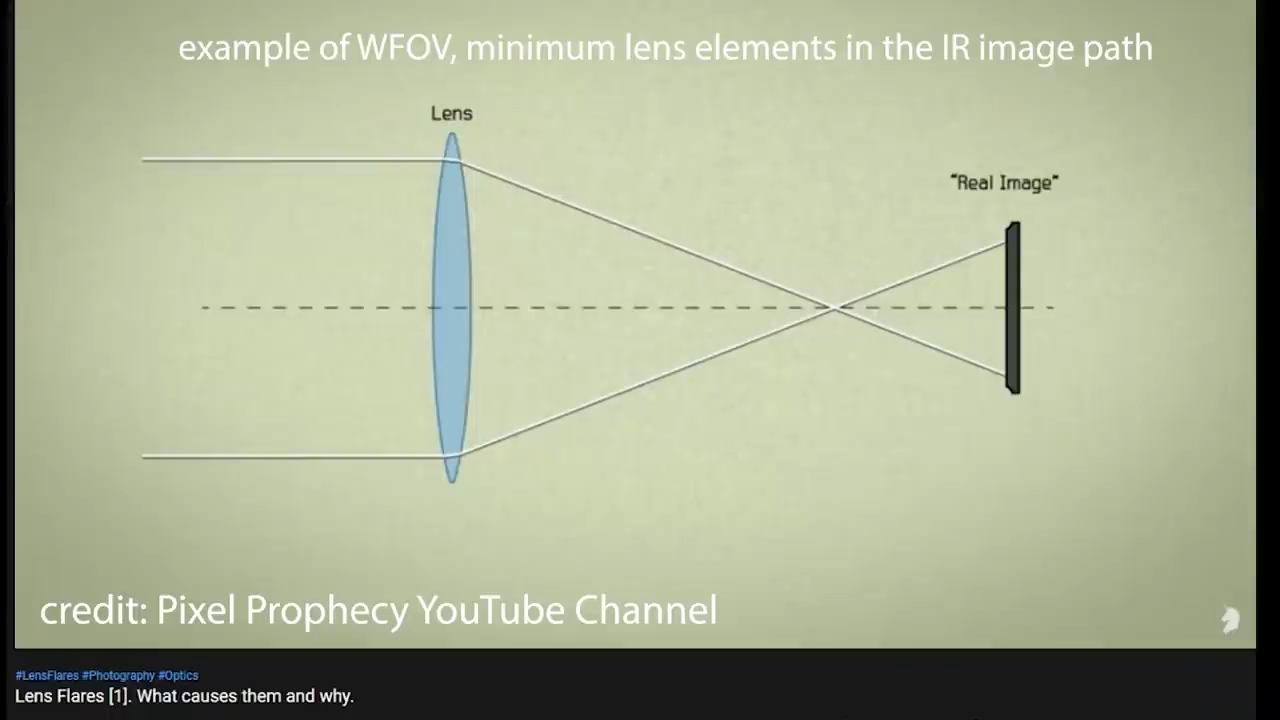 example of WFOV, minimum lens elements in the IR image path
Lens
"Real Image"
credit: Pixel Prophecy YouTube Channel
#LensFlares #Photography #Optics
Lens Flares [1]. What causes them and why.